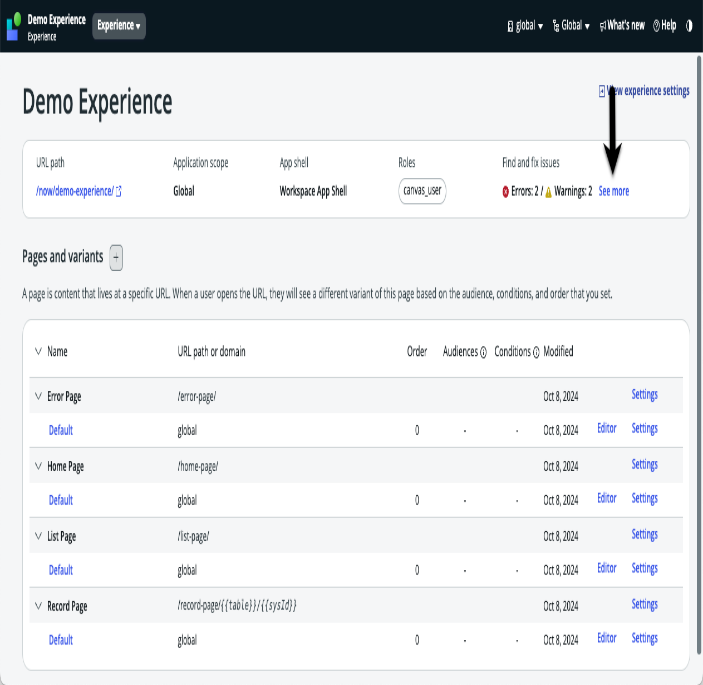 Demo Experience
Experience
Experience
global
Global
What's new
Help
Demo Experience
View experience settings
URL path
Application scope
App shell
Roles
Find and fix issues
/now/demo-experience/
Global
Workspace App Shell
canvas_user
Errors: 2 / Warnings: 2 See more
Pages and variants +
A page is content that lives at a specific URL. When a user opens the URL, they will see a different variant of this page based on the audience, conditions, and order that you set.
Name URL path or domain Order Audiences Conditions Modified
Error Page /error-page/ Oct 8, 2024 Settings
Default global 0 - - Oct 8, 2024 Editor Settings
Home Page /home-page/ Oct 8, 2024 Settings
Default global 0 - - Oct 8, 2024 Editor Settings
List Page /list-page/ Oct 8, 2024 Settings
Default global 0 - - Oct 8, 2024 Editor Settings
Record Page /record-page/{{table}}/{{sysId}} Oct 8, 2024 Settings
Default global 0 - - Oct 8, 2024 Editor Settings